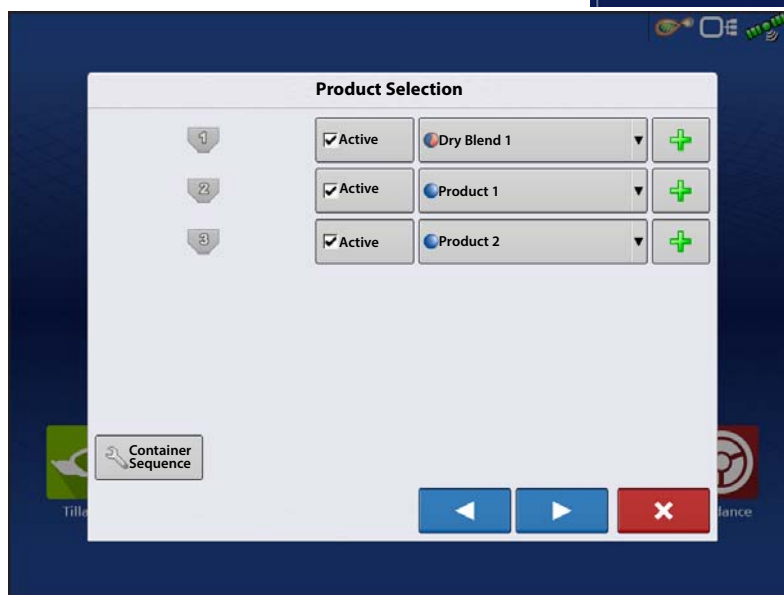 Product Selection
1 Active Dry Blend 1
2 Active Product 1
3 Active Product 2
Container
Sequence
Tilla
dance